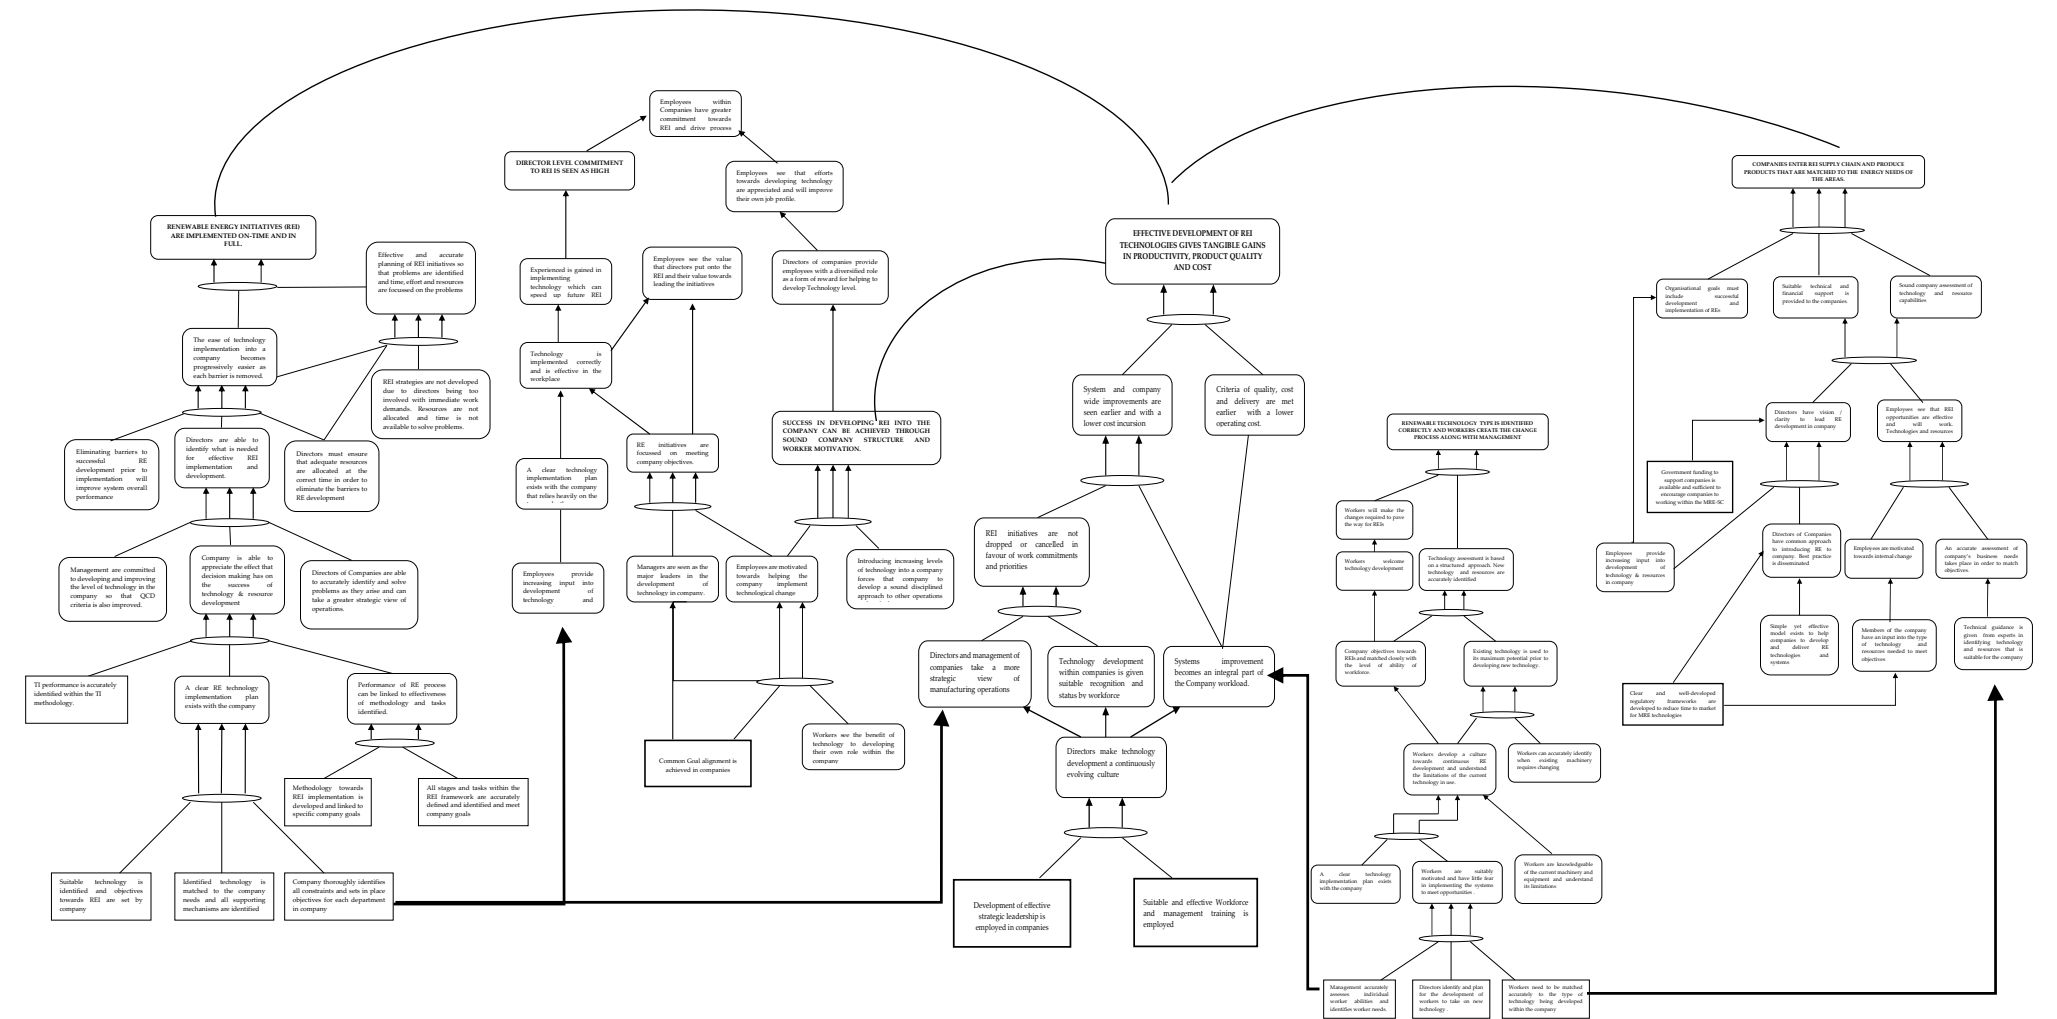 Employees within
Companies have greater
commitment towards
REI and drive process
DIRECTOR LEVEL COMMITMENT
TO REI IS SEEN AS HIGH
Employees see that efforts
towards developing technology
are appreciated and will improve
their own job profile.
COMPANIES ENTER REI SUPPLY CHAIN AND PRODUCE
PRODUCTS THAT ARE MATCHED TO THE ENERGY NEEDS OF
THE AREAS.
RENEWABLE ENERGY INITIATIVES (REI)
ARE IMPLEMENTED ON-TIME AND IN
FULL.
EFFECTIVE DEVELOPMENT OF REI
TECHNOLOGIES GIVES TANGIBLE GAINS
IN PRODUCTIVITY, PRODUCT QUALITY
AND COST
Effective and accurate
planning of REI initiatives so
that problems are identified
and time, effort and resources
are focussed on the problems
Experienced is gained in
implementing
technology which can
speed up future REI
Employees see the value
that directors put onto the
REI and their value towards
leading the initiatives
Directors of companies provide
employees with a diversified role
as a form of reward for helping to
develop Technology level.
Organisational goals must
include successful
development and
implementation of REs
Suitable technical and
financial support is
provided to the companies.
Sound company assessment of
technology and resource
capabilities
The ease of technology
implementation into a
company becomes
progressively easier as
each barrier is removed.
Technology is
implemented correctly
and is effective in the
workplace
REI strategies are not developed
due to directors being too
involved with immediate work
demands. Resources are not
allocated and time is not
available to solve problems.
System and company
wide improvements are
seen earlier and with a
lower cost incursion
Criteria of quality, cost
and delivery are met
earlier with a lower
operating cost.
SUCCESS IN DEVELOPING REI INTO THE
COMPANY CAN BE ACHIEVED THROUGH
SOUND COMPANY STRUCTURE AND
WORKER MOTIVATION.
RENEWABLE TECHNOLOGY TYPE IS IDENTIFIED
CORRECTLY AND WORKERS CREATE THE CHANGE
PROCESS ALONG WITH MANAGEMENT
Directors have vision /
clarity to lead RE
development in company
Employees see that REI
opportunities are effective
and will work.
Technologies and resources
Eliminating barriers to
successful RE
development prior to
implementation will
improve system overall
performance
Directors are able to
identify what is needed
for effective REI
implementation and
development.
Directors must ensure
that adequate resources
are allocated at the
correct time in order to
eliminate the barriers to
RE development
A clear technology
implementation plan
exists with the company
that relies heavily on the
RE initiatives are
focussed on meeting
company objectives.
Government funding to
support companies is
available and sufficient to
encourage companies to
working within the MRE-SC
Workers will make the
changes required to pave
the way for REIs
REI initiatives are not
dropped or cancelled in
favour of work commitments
and priorities
Directors of Companies
have common approach
to introducing RE to
company. Best practice
is disseminated
Employees are motivated
towards internal change
An accurate assessment of
company's business needs
takes place in order to match
objectives.
Employees provide
increasing input into
development of
technology & resources
in company
Workers welcome
technology development
Technology assessment is based
on a structured approach. New
technology and resources are
accurately identified
Management are committed
to developing and improving
the level of technology in the
company so that QCD
criteria is also improved.
Company is able to
appreciate the effect that
decision making has on
the success of
technology & resource
development
Directors of Companies are able
to accurately identify and solve
problems as they arise and can
take a greater strategic view of
operations.
Employees provide
increasing input into
development of
technology and
Managers are seen as the
major leaders in the
development of
technology in company.
Employees are motivated
towards helping the
company implement
technological change
Introducing increasing levels
of technology into a company
forces that company to
develop a sound disciplined
approach to other operations
Simple yet effective
model exists to help
companies to develop
and deliver RE
technologies and
systems
Members of the company
have an input into the type
of technology and
resources needed to meet
objectives
Technical guidance is
given from experts in
identifying technology
and resources that is
suitable for the company
Directors and management of
companies take a more
strategic view of
manufacturing operations
Technology development
within companies is given
suitable recognition and
status by workforce
Systems improvement
becomes an integral part of
the Company workload.
Company objectives towards
REIs and matched closely with
the level of ability of
workforce.
Existing technology is used to
its maximum potential prior to
developing new technology.
TI performance is accurately
identified within the TI
methodology.
A clear RE technology
implementation plan
exists with the company
Performance of RE process
can be linked to effectiveness
of methodology and tasks
identified.
Clear and well-developed
regulatory frameworks are
developed to reduce time to market
for MRE technologies
Common Goal alignment is
achieved in companies
Workers see the benefit of
technology to developing
their own role within the
company
Directors make technology
development a continuously
evolving culture
Workers develop a culture
towards continuous RE
development and understand
the limitations of the current
technology in use.
Workers can accurately identify
when existing machinery
requires changing
Methodology towards
REI implementation is
developed and linked to
specific company goals
All stages and tasks within the
REI framework are accurately
defined and identified and meet
company goals
Suitable technology is
identified and objectives
towards REI are set by
company
Identified technology is
matched to the company
needs and all supporting
mechanisms are identified
Company thoroughly identifies
all constraints and sets in place
objectives for each department
in company
Development of effective
strategic leadership is
employed in companies
Suitable and effective Workforce
and management training is
employed
A clear technology
implementation plan exists
with the company
Workers are suitably
motivated and have little fear
in implementing the systems
to meet opportunities .
Workers are knowledgeable
of the current machinery and
equipment and understand
its limitations
Management accurately
assesses individual
worker abilities and
identifies worker needs.
Directors identify and plan
for the development of
workers to take on new
technology .
Workers need to be matched
accurately to the type of
technology being developed
within the company